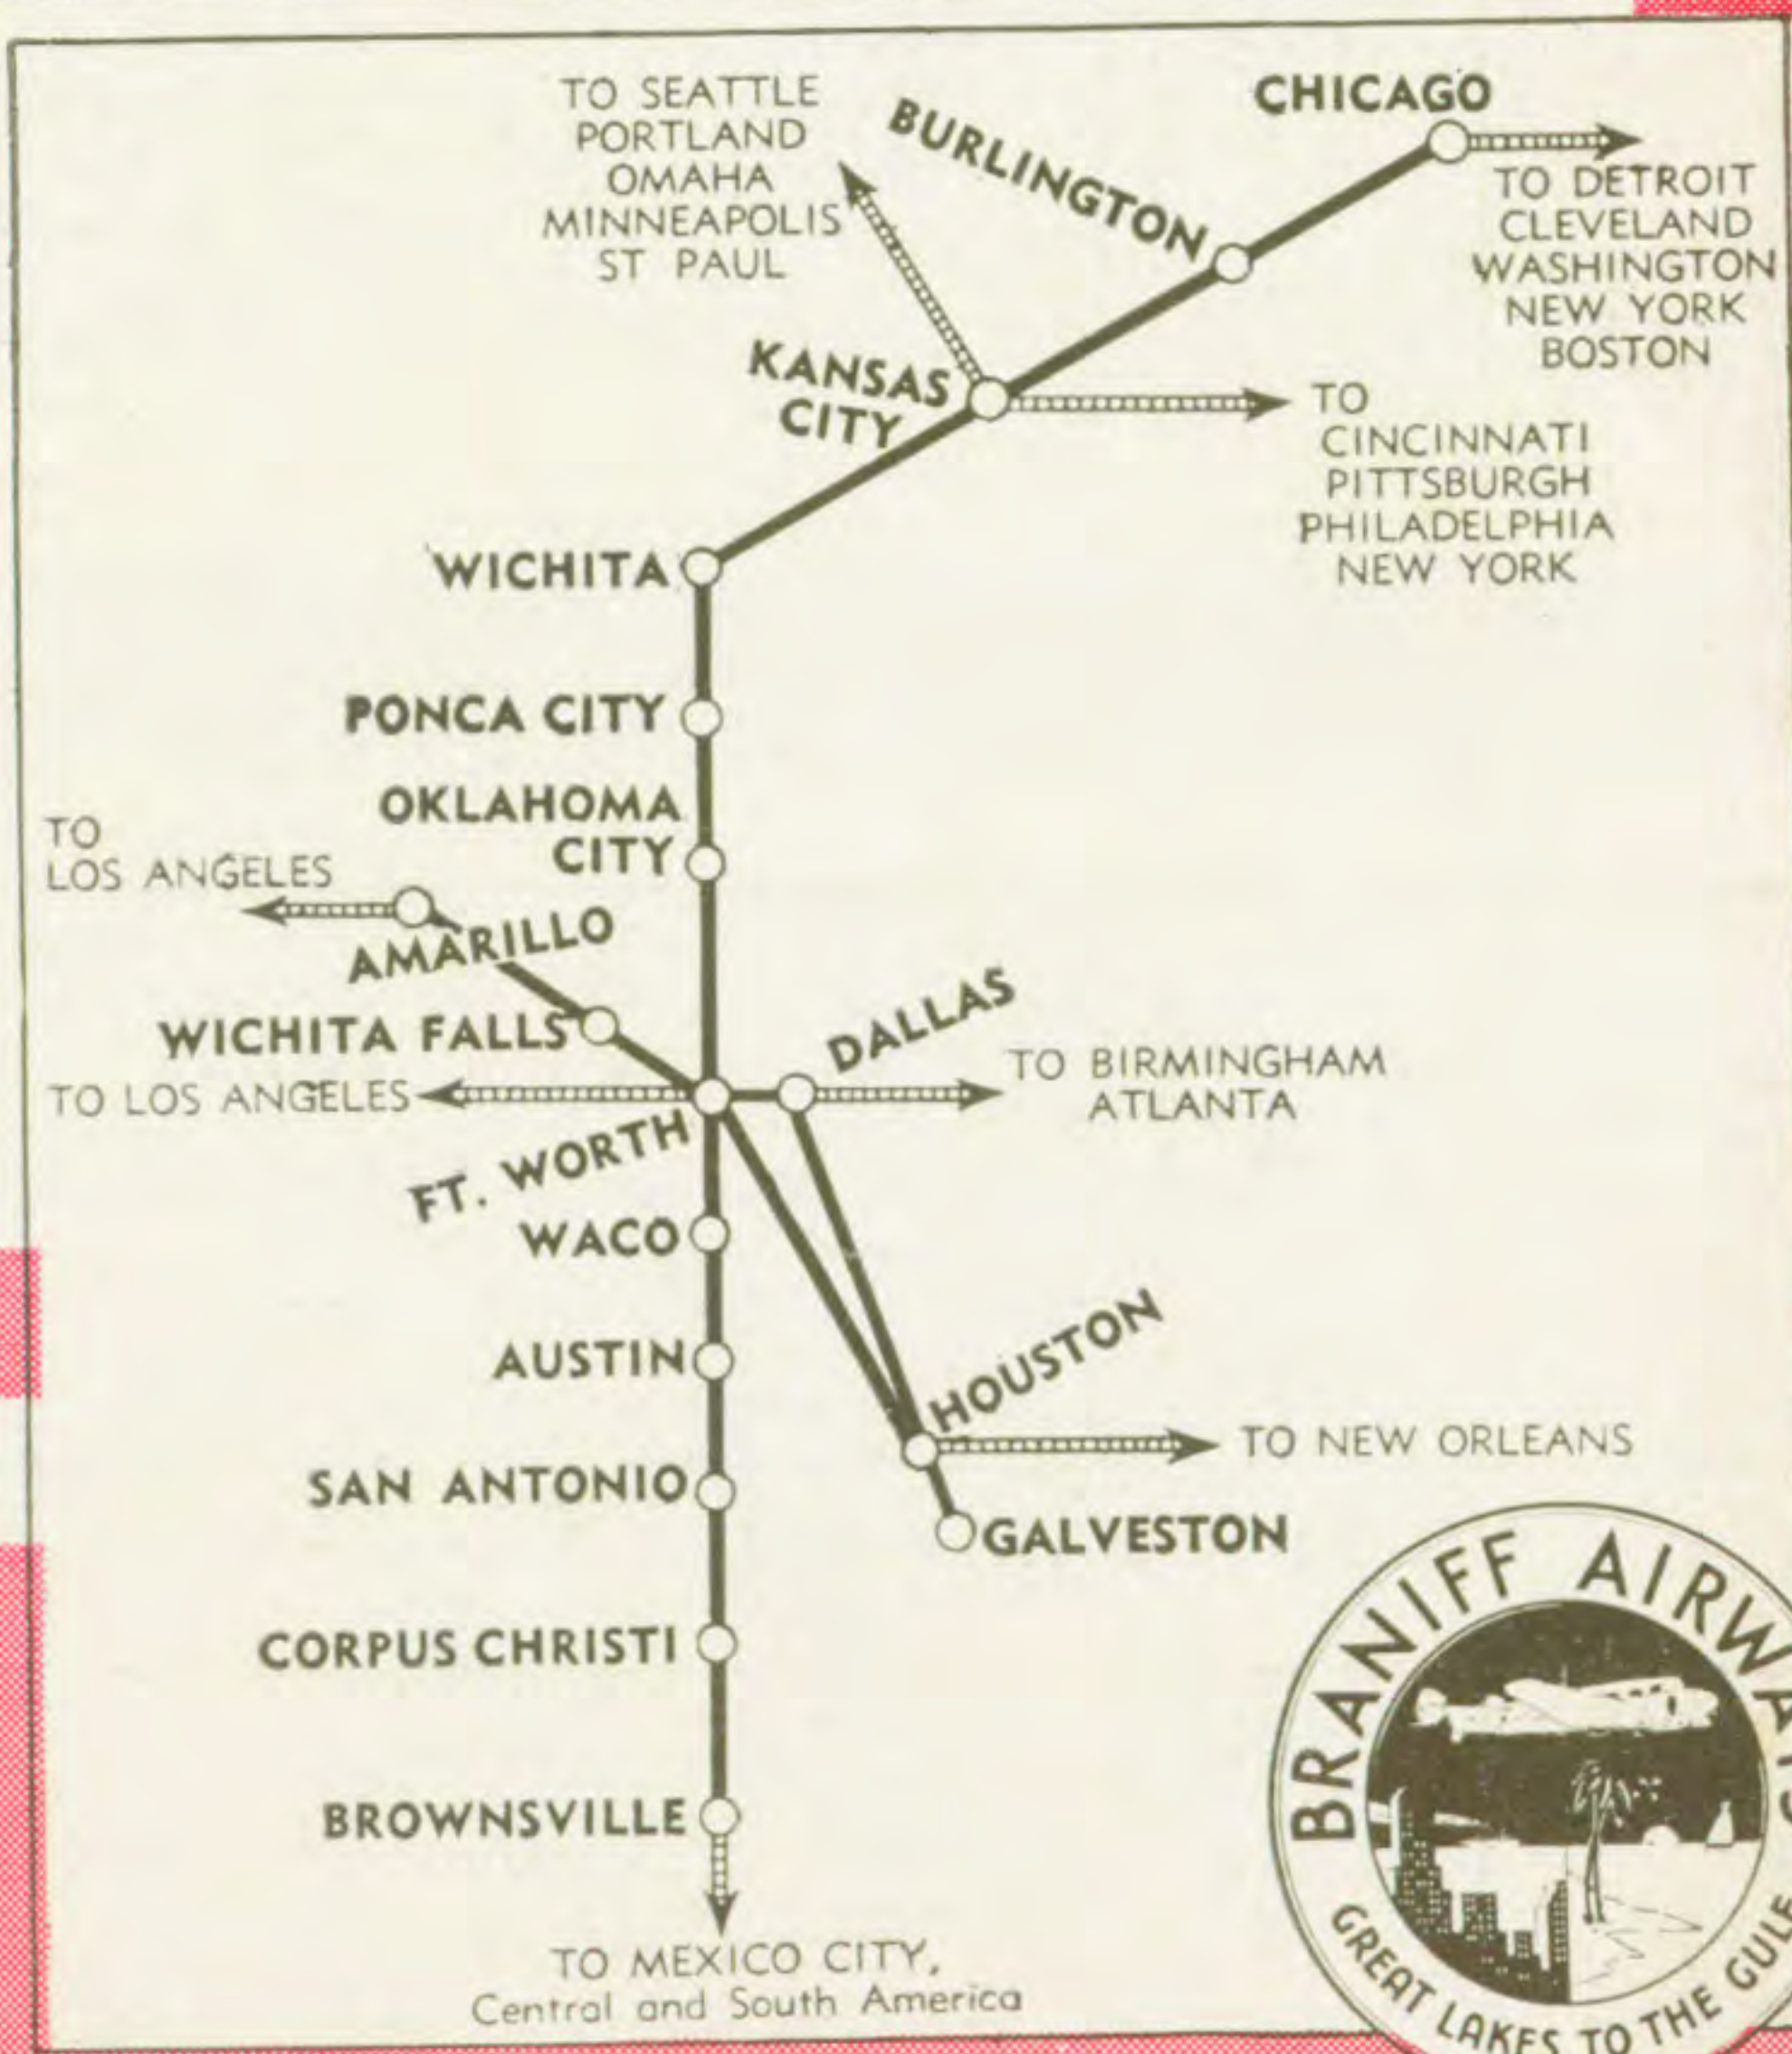 TO SEATTLE
PORTLAND
OMAHA
MINNEAPOLIS
ST PAUL
BURLINGTON
CHICAGO
TO DETROIT
CLEVELAND
WASHINGTON
NEW YORK
BOSTON
KANSAS
CITY
TO
CINCINNATI
PITTSBURGH
PHILADELPHIA
NEW YORK
WICHITA
PONCA CITY
OKLAHOMA
CITY
TO
LOS ANGELES
AMARILLO
WICHITA FALLS
DALLAS
TO BIRMINGHAM
ATLANTA
TO LOS ANGELES
FT. WORTH
WACO
AUSTIN
HOUSTON
TO NEW ORLEANS
SAN ANTONIO
GALVESTON
CORPUS CHRISTI
BROWNSVILLE
TO MEXICO CITY,
Central and South America
BRANIFF AIRWAYS
GREAT LAKES TO THE GULF